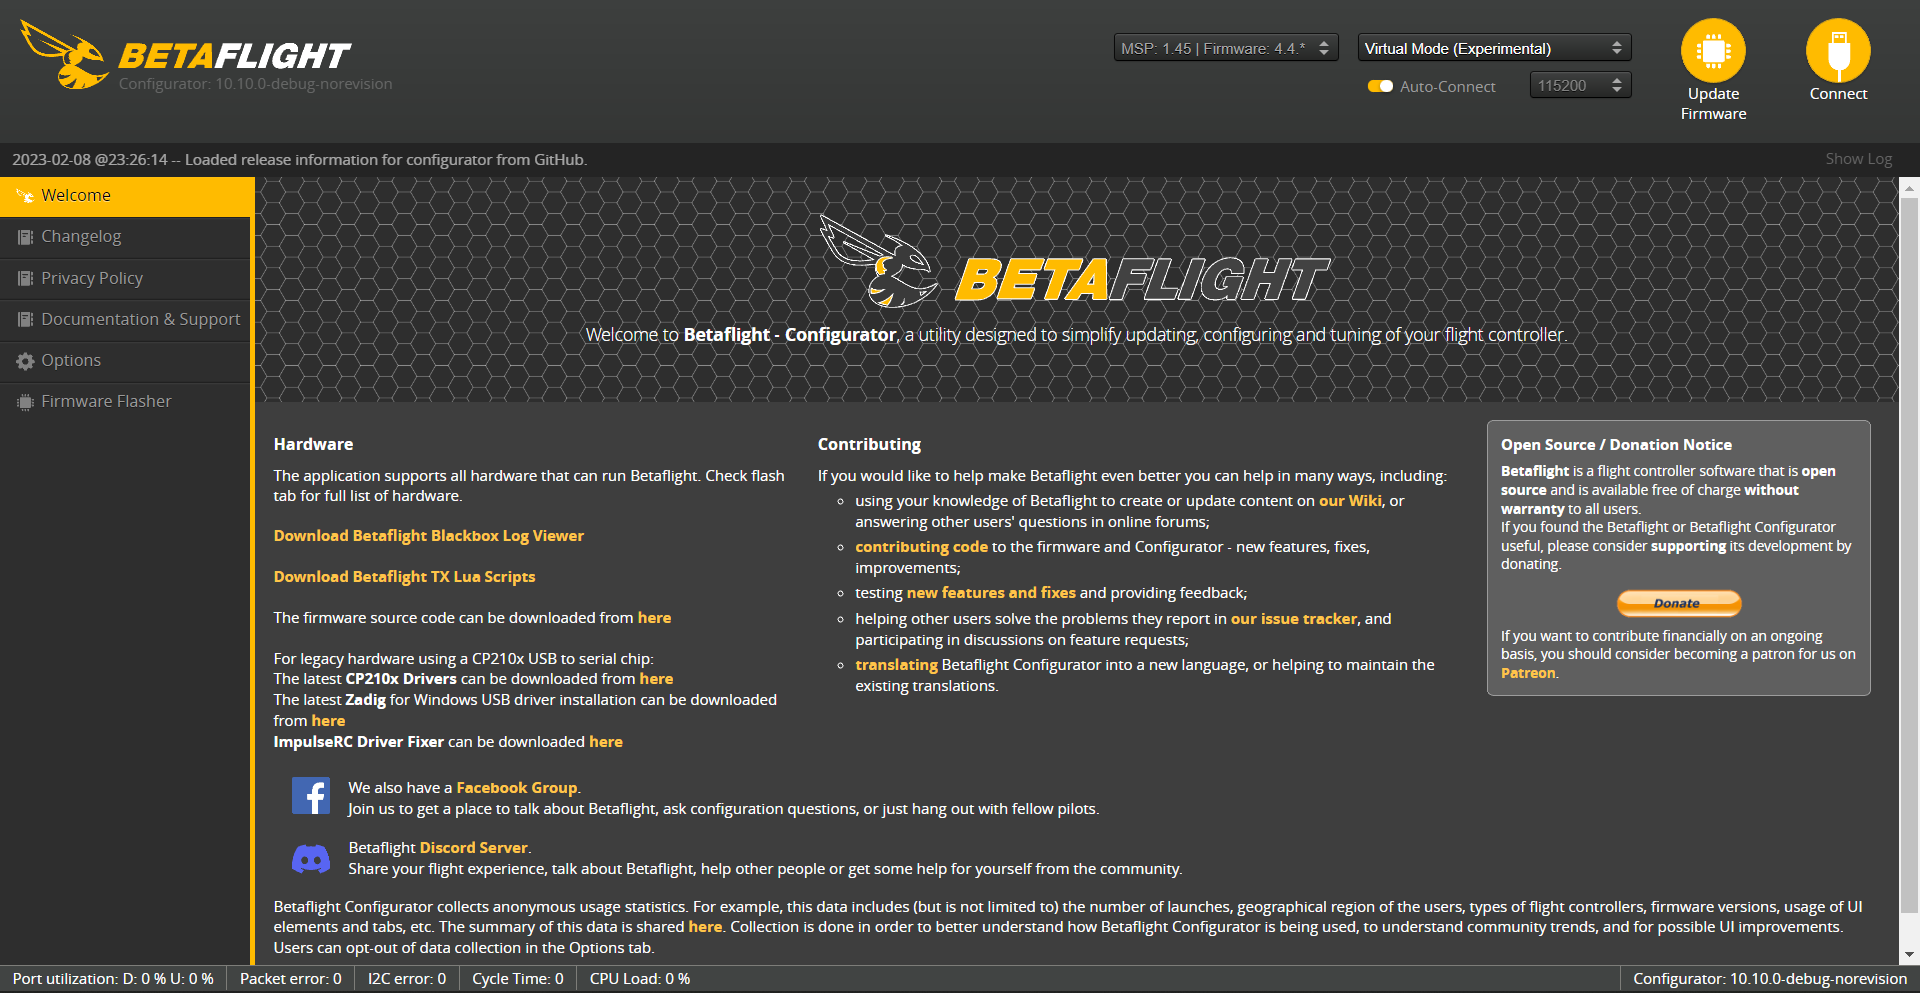 BETAFLIGHT
Configurator: 10.10.0-debug-norevision
MSP: 1.45 | Firmware: 4.4.*
Virtual Mode (Experimental)
Auto-Connect
115200
Update
Firmware
Connect
2023-02-08 @23:26:14 -- Loaded release information for configurator from GitHub.
Show Log
Welcome
Changelog
Privacy Policy
Documentation & Support
Options
Firmware Flasher
BETAFLIGHT
Welcome to Betaflight - Configurator, a utility designed to simplify updating, configuring and tuning of your flight controller.
Hardware
The application supports all hardware that can run Betaflight. Check flash
tab for full list of hardware.
Download Betaflight Blackbox Log Viewer
Download Betaflight TX Lua Scripts
The firmware source code can be downloaded from here
For legacy hardware using a CP210x USB to serial chip:
The latest CP210x Drivers can be downloaded from here
The latest Zadig for Windows USB driver installation can be downloaded
from here
ImpulseRC Driver Fixer can be downloaded here
Contributing
If you would like to help make Betaflight even better you can help in many ways, including:
using your knowledge of Betaflight to create or update content on our Wiki, or
answering other users' questions in online forums;
contributing code to the firmware and Configurator - new features, fixes,
improvements;
testing new features and fixes and providing feedback;
helping other users solve the problems they report in our issue tracker, and
participating in discussions on feature requests;
translating Betaflight Configurator into a new language, or helping to maintain the
existing translations.
Open Source / Donation Notice
Betaflight is a flight controller software that is open
source and is available free of charge without
warranty to all users.
If you found the Betaflight or Betaflight Configurator
useful, please consider supporting its development by
donating.
Donate
If you want to contribute financially on an ongoing
basis, you should consider becoming a patron for us on
Patreon.
We also have a Facebook Group.
Join us to get a place to talk about Betaflight, ask configuration questions, or just hang out with fellow pilots.
Betaflight Discord Server.
Share your flight experience, talk about Betaflight, help other people or get some help for yourself from the community.
Betaflight Configurator collects anonymous usage statistics. For example, this data includes (but is not limited to) the number of launches, geographical region of the users, types of flight controllers, firmware versions, usage of UI
elements and tabs, etc. The summary of this data is shared here. Collection is done in order to better understand how Betaflight Configurator is being used, to understand community trends, and for possible UI improvements.
Users can opt-out of data collection in the Options tab.
Port utilization: D: 0 % U: 0 %
Packet error: 0
I2C error: 0
Cycle Time: 0
CPU Load: 0 %
Configurator: 10.10.0-debug-norevision